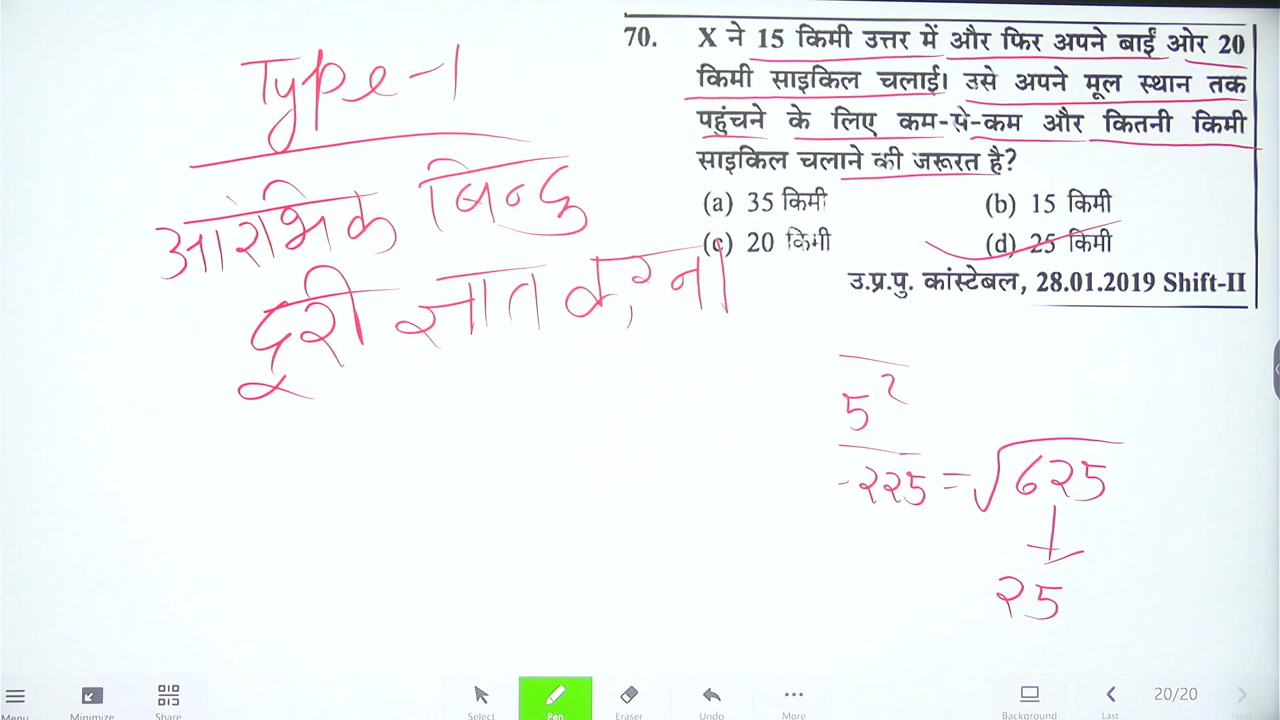 Type-1
आरंभिक बिन्दु
दूरी ज्ञात करना
70. X ने 15 किमी उत्तर में और फिर अपने बाईं ओर 20
किमी साइकिल चलाई। उसे अपने मूल स्थान तक
पहुंचने के लिए कम-से-कम और कितनी किमी
साइकिल चलाने की जरूरत है?
(a) 35 किमी (b) 15 किमी
(c) 20 किमी (d) 25 किमी
उ.प्र.पु. कांस्टेबल, 28.01.2019 Shift-II
5²
-225 = √625
25
Menu Minimize Share Select Pen Eraser Undo More Background Last 20/20 Next